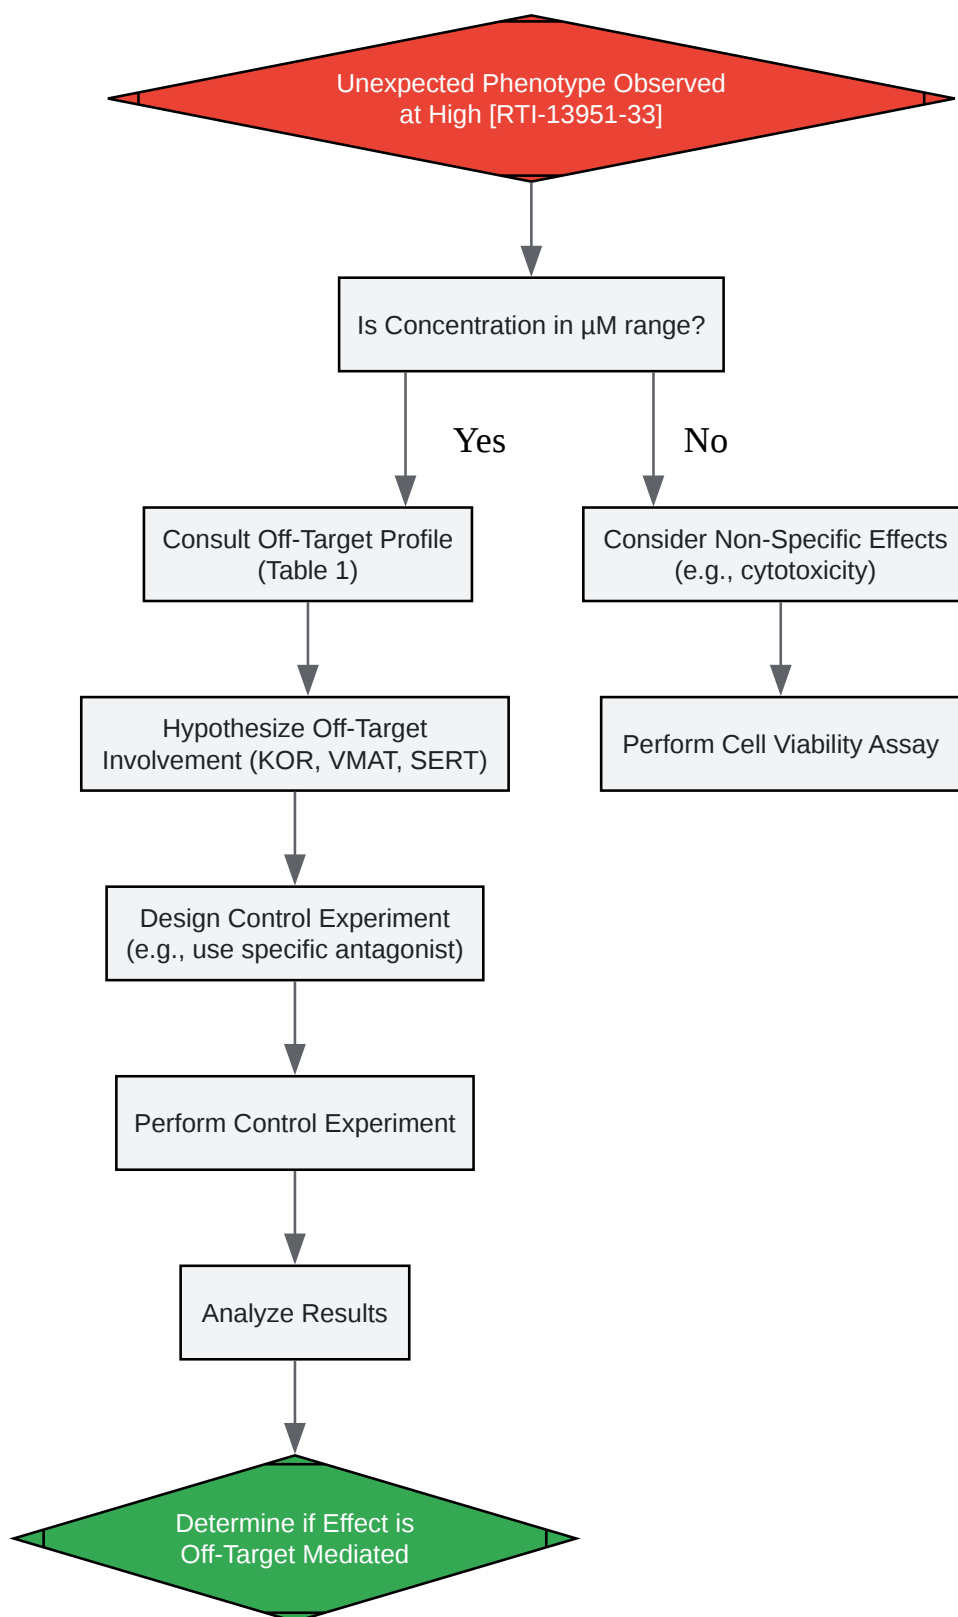 Unexpected Phenotype Observed
at High [RTI-13951-33]
Is Concentration in µM range?
Yes
No
Consult Off-Target Profile
(Table 1)
Consider Non-Specific Effects
(e.g., cytotoxicity)
Hypothesize Off-Target
Involvement (KOR, VMAT, SERT)
Perform Cell Viability Assay
Design Control Experiment
(e.g., use specific antagonist)
Perform Control Experiment
Analyze Results
Determine if Effect is
Off-Target Mediated